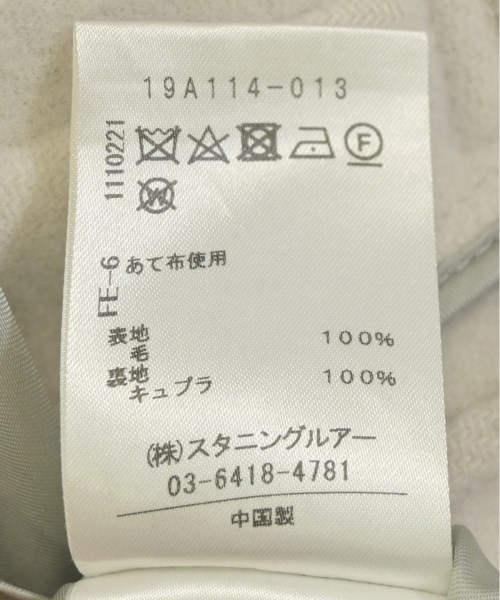 19A114-013
1110221
F
W
FE-6
あて布使用
表地
毛 100%
裏地
キュプラ 100%
(株)スタニングルアー
03-6418-4781
中国製